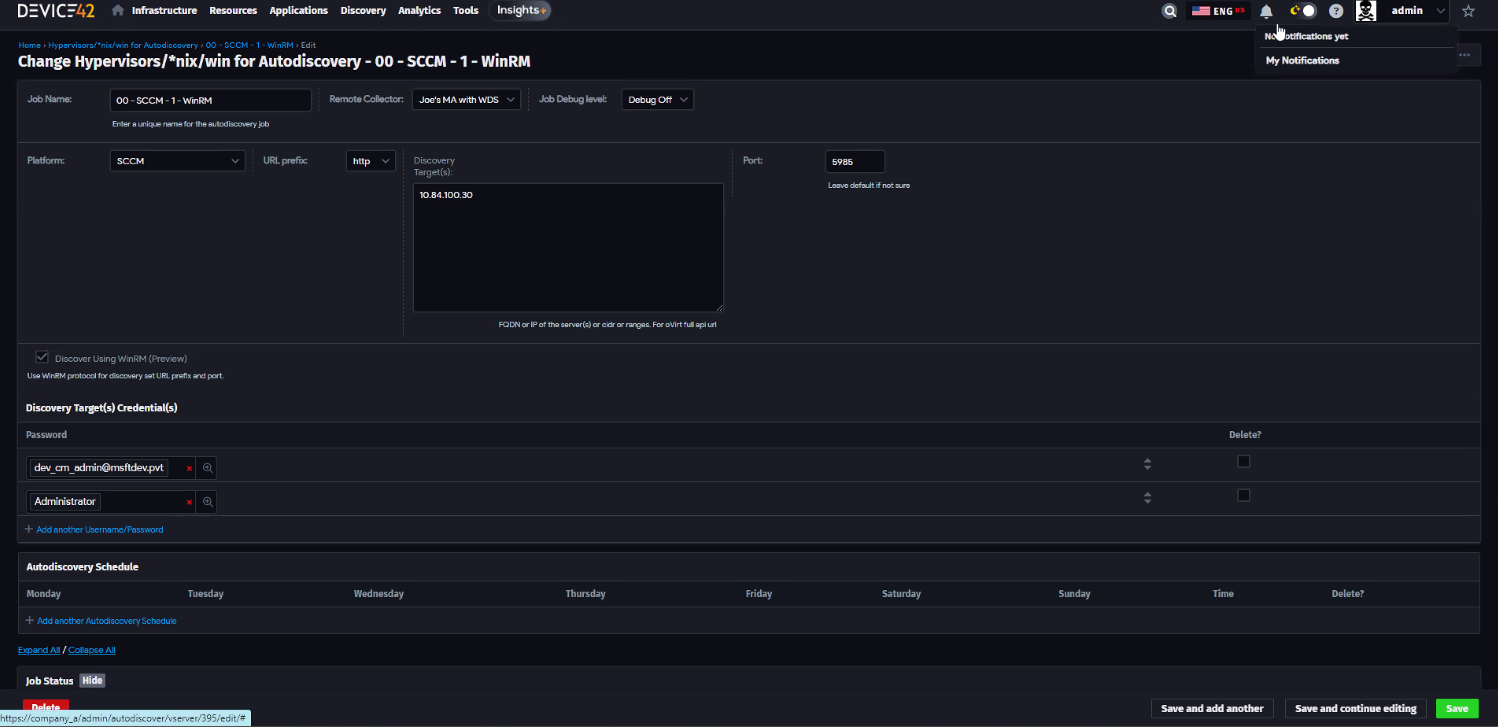 DEVICE42 Infrastructure Resources Applications Discovery Analytics Tools Insights+ ENG US ? admin
No notifications yet
My Notifications
Home › Hypervisors/*nix/win for Autodiscovery › 00 - SCCM - 1 - WinRM › Edit
Change Hypervisors/*nix/win for Autodiscovery - 00 - SCCM - 1 - WinRM
Job Name: 00 - SCCM - 1 - WinRM Remote Collector: Joe's MA with WDS Job Debug level: Debug Off
Enter a unique name for the autodiscovery job
Platform: SCCM URL prefix: http Discovery Target(s): Port: 5985
Leave default if not sure
10.84.100.30
FQDN or IP of the server(s) or cidr or ranges. For oVirt full api url
Discover Using WinRM (Preview)
Use WinRM protocol for discovery set URL prefix and port.
Discovery Target(s) Credential(s)
Password Delete?
dev_cm_admin@msftdev.pvt
Administrator
Add another Username/Password
Autodiscovery Schedule
Monday Tuesday Wednesday Thursday Friday Saturday Sunday Time Delete?
Add another Autodiscovery Schedule
Expand All / Collapse All
Job Status Hide
Delete Save and add another Save and continue editing Save
https://company_a/admin/autodiscover/vserver/395/edit/#